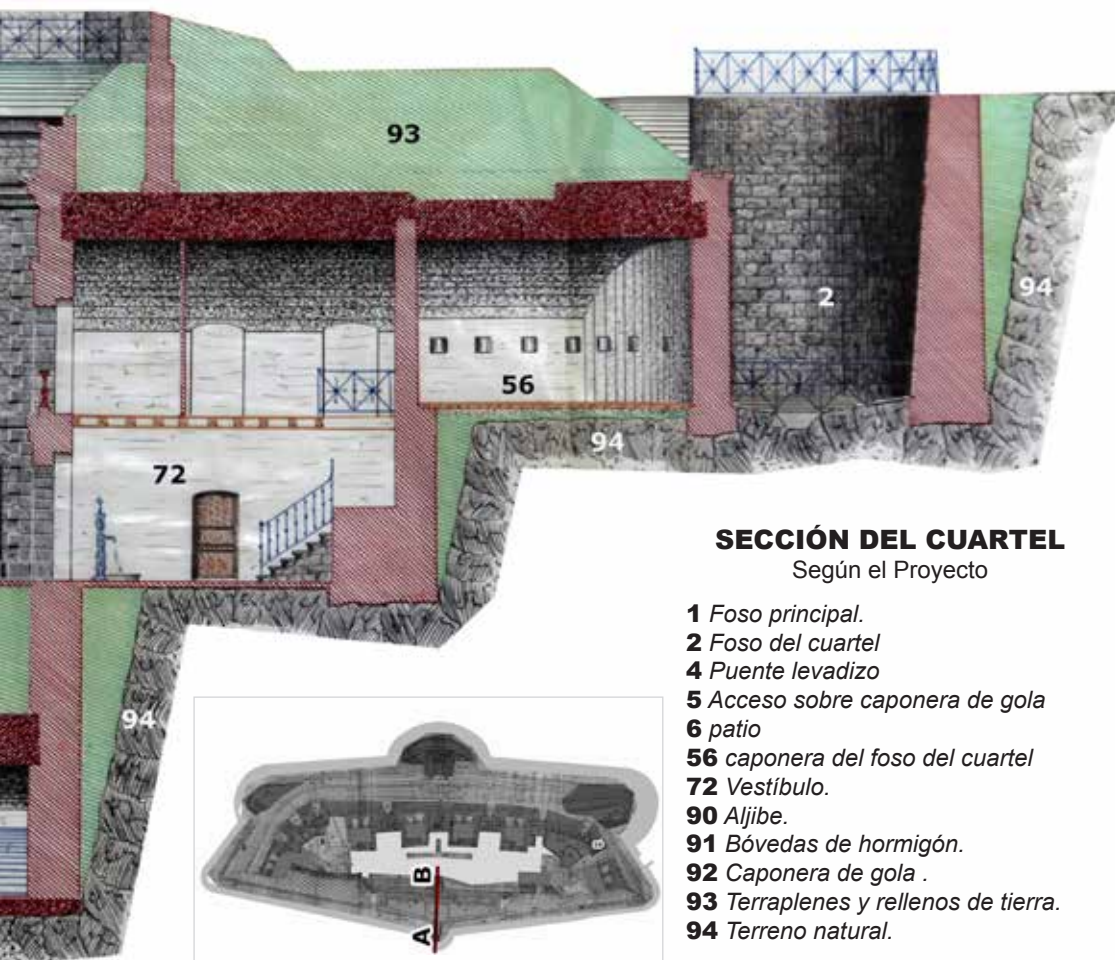 93
2
94
56
94
72
94
SECCIÓN DEL CUARTEL
Según el Proyecto
1 Foso principal.
2 Foso del cuartel
4 Puente levadizo
5 Acceso sobre caponera de gola
6 patio
56 caponera del foso del cuartel
72 Vestíbulo.
90 Aljibe.
91 Bóvedas de hormigón.
92 Caponera de gola .
93 Terraplenes y rellenos de tierra.
94 Terreno natural.
B
A